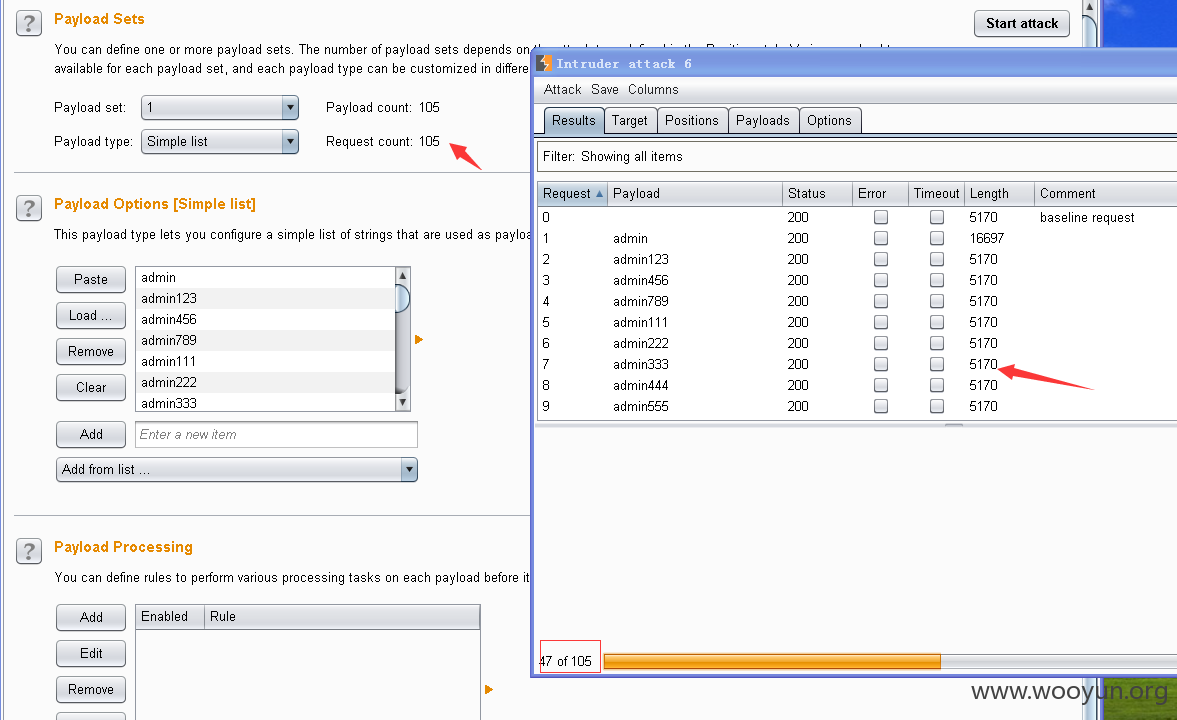 Payload Sets
Start attack
You can define one or more payload sets. The number of payload sets depends on
available for each payload set, and each payload type can be customized in differe
Payload set: 1 Payload count: 105
Payload type: Simple list Request count: 105
Payload Options [Simple list]
This payload type lets you configure a simple list of strings that are used as payloa
Paste
Load ...
Remove
Clear
admin
admin123
admin456
admin789
admin111
admin222
admin333
Add Enter a new item
Add from list ...
Payload Processing
You can define rules to perform various processing tasks on each payload before it
Add
Edit
Remove
Enabled Rule
Intruder attack 6
Attack Save Columns
Results Target Positions Payloads Options
Filter: Showing all items
Request Payload Status Error Timeout Length Comment
0 200 5170 baseline request
1 admin 200 16697
2 admin123 200 5170
3 admin456 200 5170
4 admin789 200 5170
5 admin111 200 5170
6 admin222 200 5170
7 admin333 200 5170
8 admin444 200 5170
9 admin555 200 5170
47 of 105
www.wooyun.org